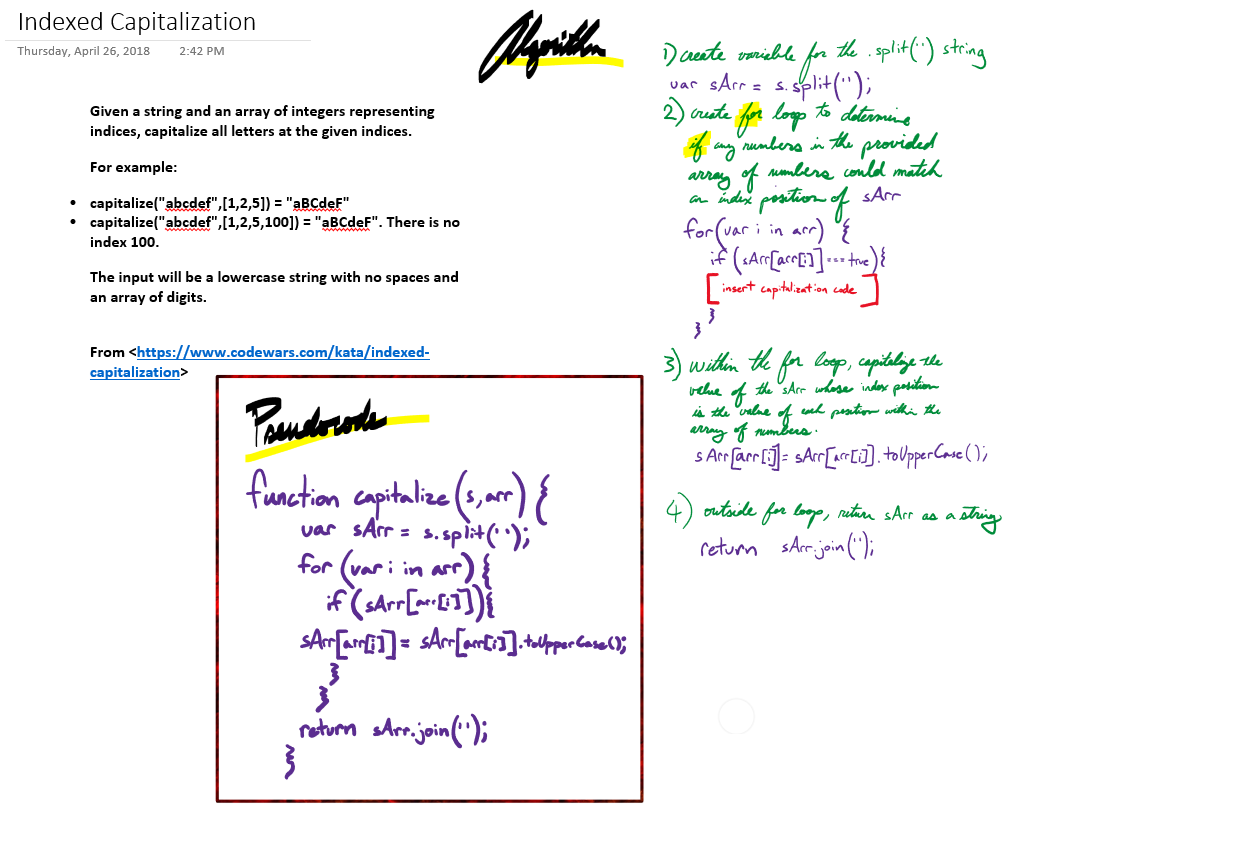 Indexed Capitalization
Thursday, April 26, 2018 2:42 PM
Given a string and an array of integers representing
indices, capitalize all letters at the given indices.
For example:
• capitalize("abcdef",[1,2,5]) = "aBCdeF"
• capitalize("abcdef",[1,2,5,100]) = "aBCdeF". There is no
index 100.
The input will be a lowercase string with no spaces and
an array of digits.
From <https://www.codewars.com/kata/indexed-
capitalization>
Pseudocode
function capitalize (s, arr) {
var sArr = s.split('');
for (var i in arr) {
if (sArr[arr[i]]){
sArr[arr[i]] = sArr[arr[i]].toUpperCase();
}
}
return sArr.join('');
}
Algorithm
1) create variable for the .split('') string
var sArr = s.split('');
2) create for loop to determine
if any numbers in the provided
array of numbers could match
an index position of sArr
for(var i in arr) {
if (sArr[arr[i]] === true){
[insert capitalization code]
}
}
3) within the for loop, capitalize the
value of the sArr whose index position
is the value of each position within the
array of numbers.
sArr[arr[i]] = sArr[arr[i]].toUpperCase();
4) outside for loop, return sArr as a string
return sArr.join('');